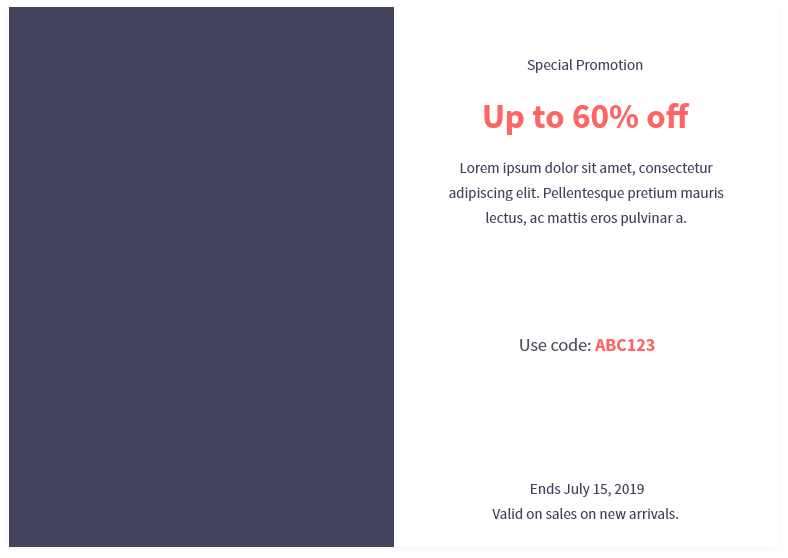 Special Promotion
Up to 60% off
Lorem ipsum dolor sit amet, consectetur
adipiscing elit. Pellentesque pretium mauris
lectus, ac mattis eros pulvinar a.
Use code: ABC123
Ends July 15, 2019
Valid on sales on new arrivals.